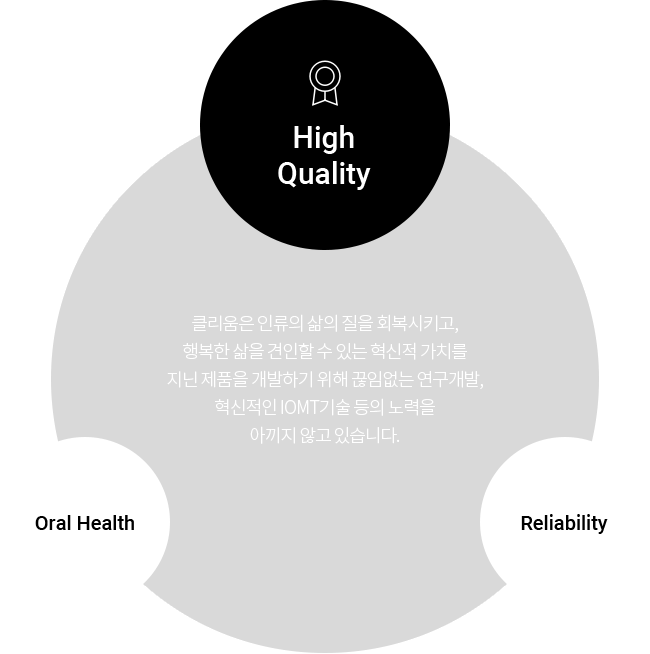 High
Quality
클리움은 인류의 삶의 질을 회복시키고,
행복한 삶을 견인할 수 있는 혁신적 가치를
지닌 제품을 개발하기 위해 끊임없는 연구개발,
혁신적인 IOMT기술 등의 노력을
아끼지 않고 있습니다.
Oral Health
Reliability